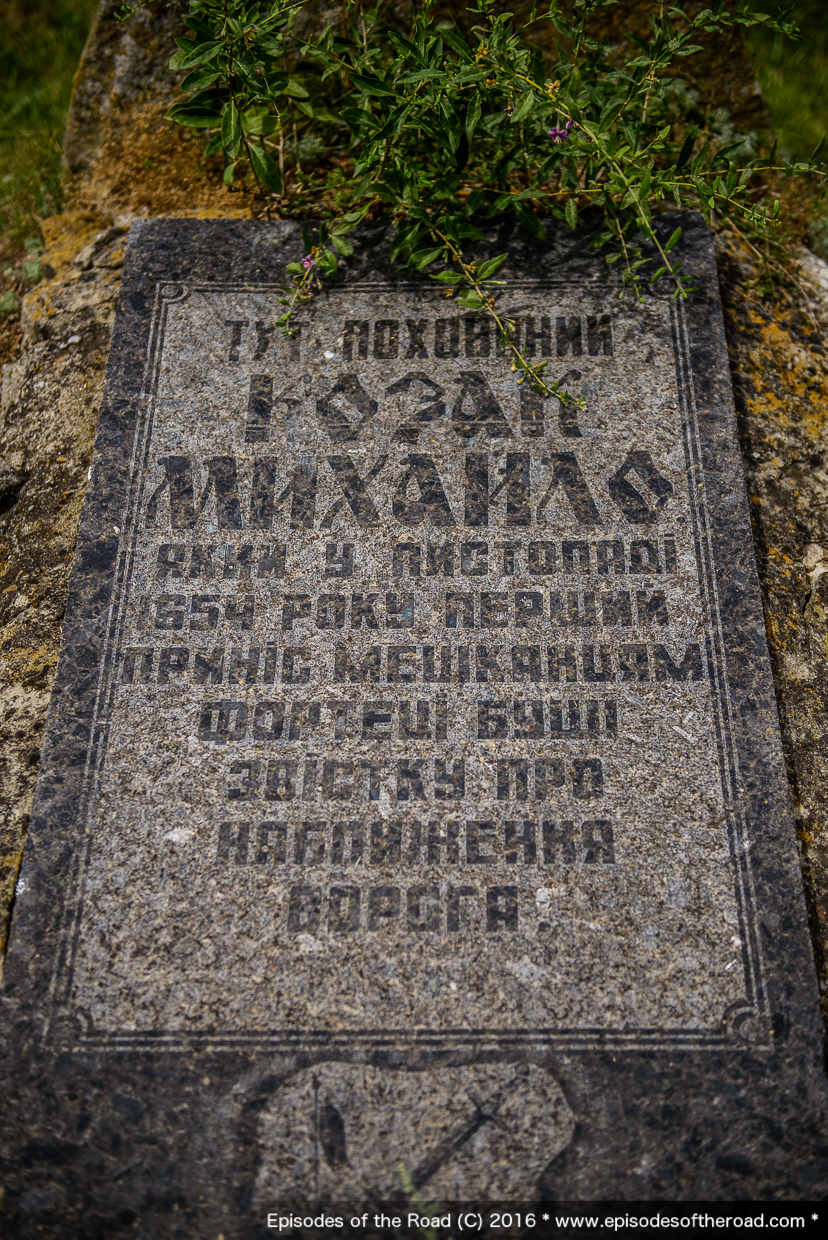 ТУТ ПОХОВАНИЙ
КОЗАК
МИХАЙЛО
ЯКИЙ У ЛИСТОПАДІ
1654 РОКУ ПЕРШИЙ
ПРИНІС МЕШКАНЦЯМ
ФОРТЕЦІ БУШІ
ЗВІСТКУ ПРО
НАБЛИЖЕННЯ
ВОРОГА.
Episodes of the Road (C) 2016 * www.episodesoftheroad.com *